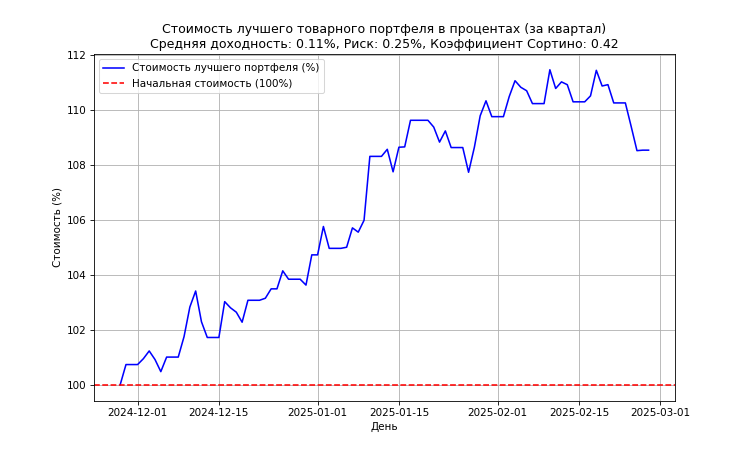 Стоимость лучшего товарного портфеля в процентах (за квартал)
Средняя доходность: 0.11%, Риск: 0.25%, Коэффициент Сортино: 0.42
Стоимость лучшего портфеля (%)
Начальная стоимость (100%)
Стоимость (%)
112
110
108
106
104
102
100
2024-12-01
2024-12-15
2025-01-01
2025-01-15
2025-02-01
2025-02-15
2025-03-01
День